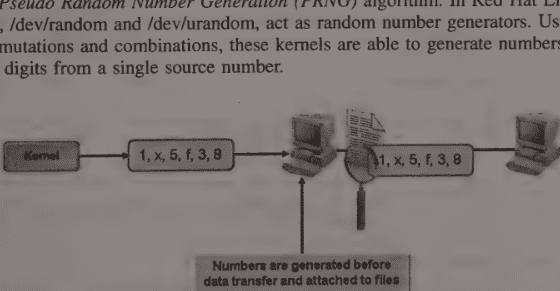 Pseudo Random Number Generation (PRNG) algorithm. In Red Hat
, /dev/random and /dev/urandom, act as random number generators. Us
mutations and combinations, these kernels are able to generate numbers
digits from a single source number.
Kernel
1, x, 5, f, 3, 8
1, x, 5, f, 3, 8
Numbers are generated before
data transfer and attached to files